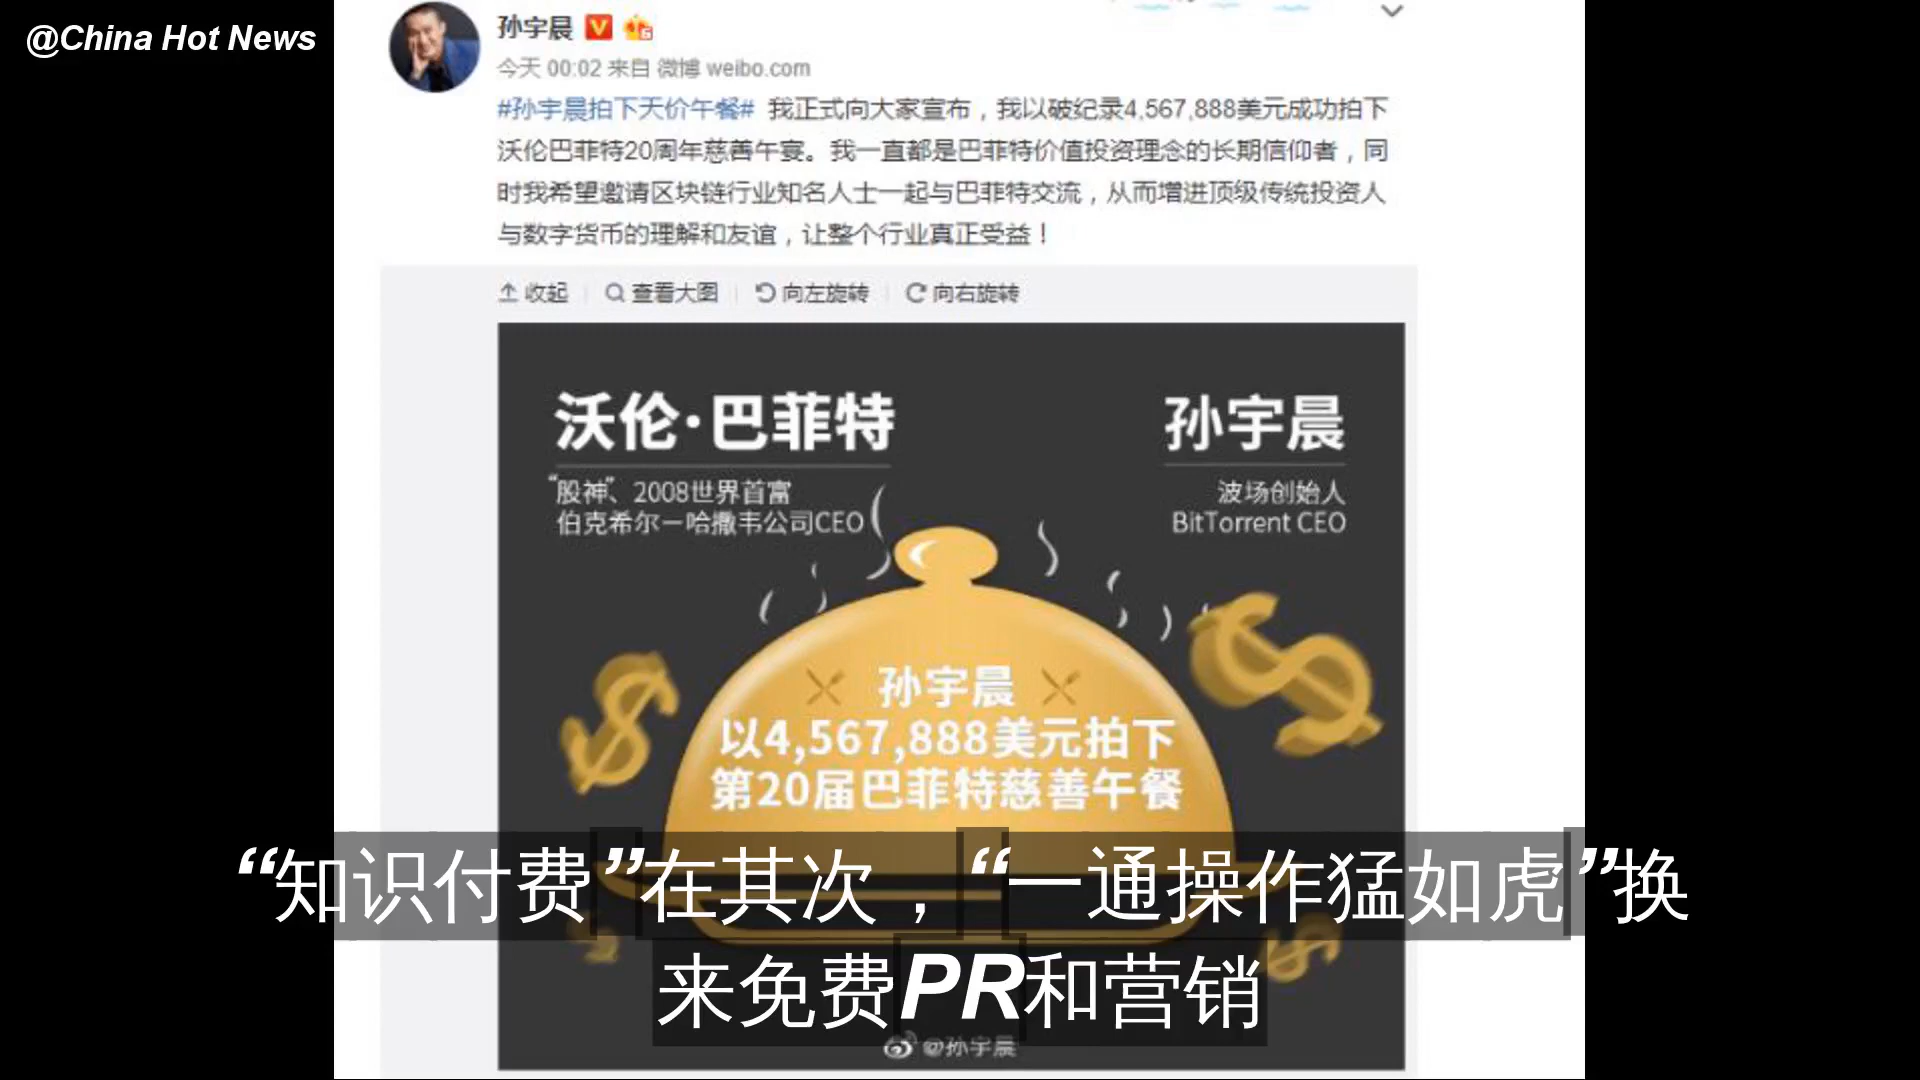 @China Hot News
孙宇晨
今天 00:02 来自 微博 weibo.com
#孙宇晨拍下天价午餐# 我正式向大家宣布，我以破纪录4,567,888美元成功拍下
沃伦巴菲特20周年慈善午宴。我一直都是巴菲特价值投资理念的长期信仰者，同
时我希望邀请区块链行业知名人士一起与巴菲特交流，从而增进顶级传统投资人
与数字货币的理解和友谊，让整个行业真正受益！
收起 查看大图 向左旋转 向右旋转
沃伦·巴菲特
“股神”、2008世界首富
伯克希尔－哈撒韦公司CEO
孙宇晨
波场创始人
BitTorrent CEO
孙宇晨
以4,567,888美元拍下
第20届巴菲特慈善午餐
“知识付费”在其次，“一通操作猛如虎”换
来免费PR和营销
@孙宇晨